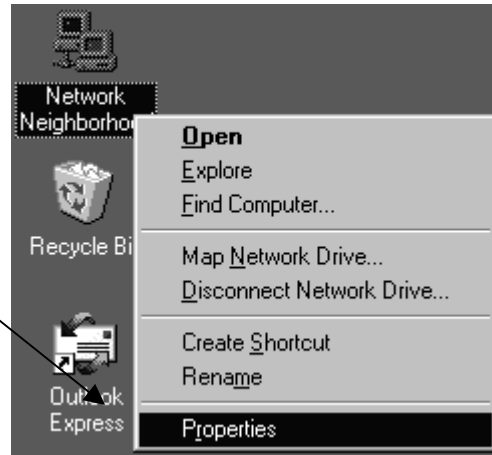 Network
Neighborho
Open
Explore
Find Computer...
Recycle Bi
Map Network Drive...
Disconnect Network Drive...
Create Shortcut
Rename
Outlook
Express
Properties